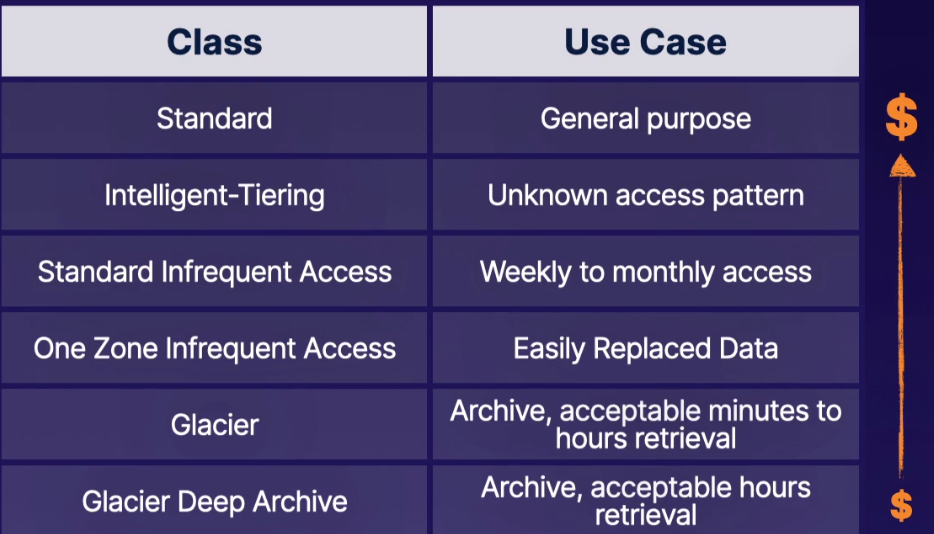 Class
Use Case
Standard
General purpose
$
Intelligent-Tiering
Unknown access pattern
Standard Infrequent Access
Weekly to monthly access
One Zone Infrequent Access
Easily Replaced Data
Glacier
Archive, acceptable minutes to
hours retrieval
Glacier Deep Archive
Archive, acceptable hours
retrieval
$